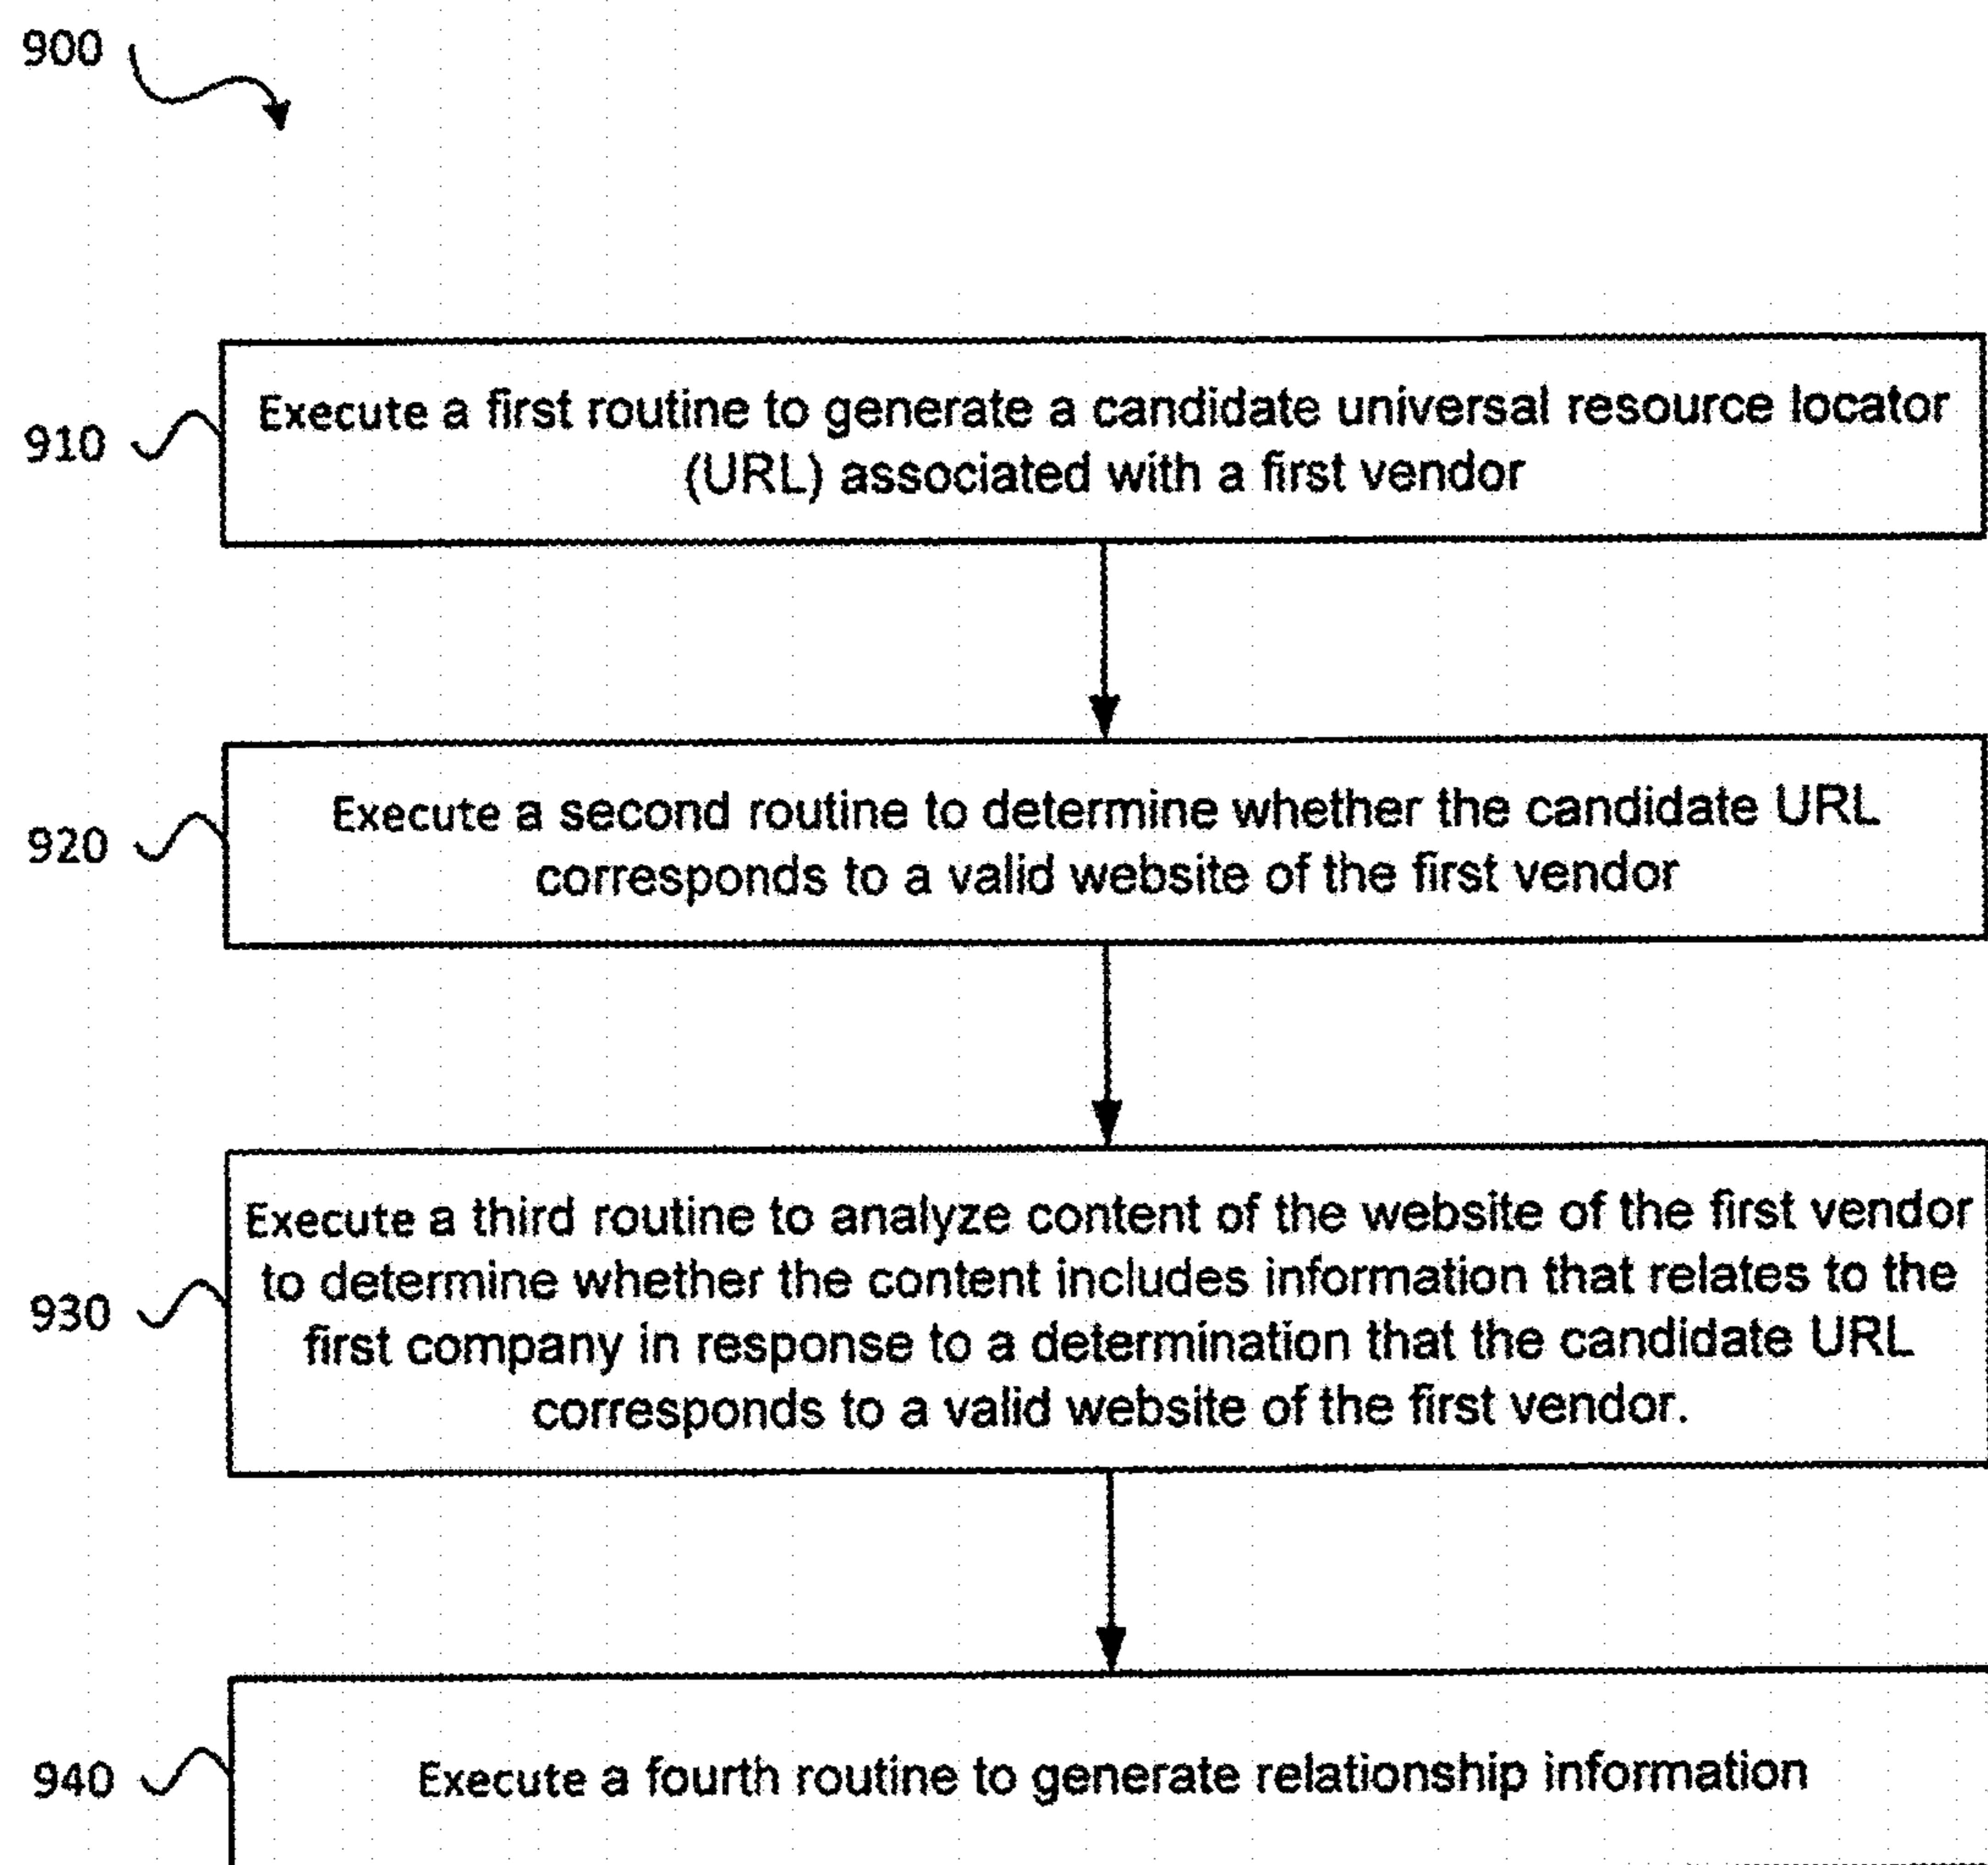 900
910
Execute a first routine to generate a candidate universal resource locator
(URL) associated with a first vendor
920
Execute a second routine to determine whether the candidate URL
corresponds to a valid website of the first vendor
930
Execute a third routine to analyze content of the website of the first vendor
to determine whether the content includes information that relates to the
first company in response to a determination that the candidate URL
corresponds to a valid website of the first vendor.
940
Execute a fourth routine to generate relationship information